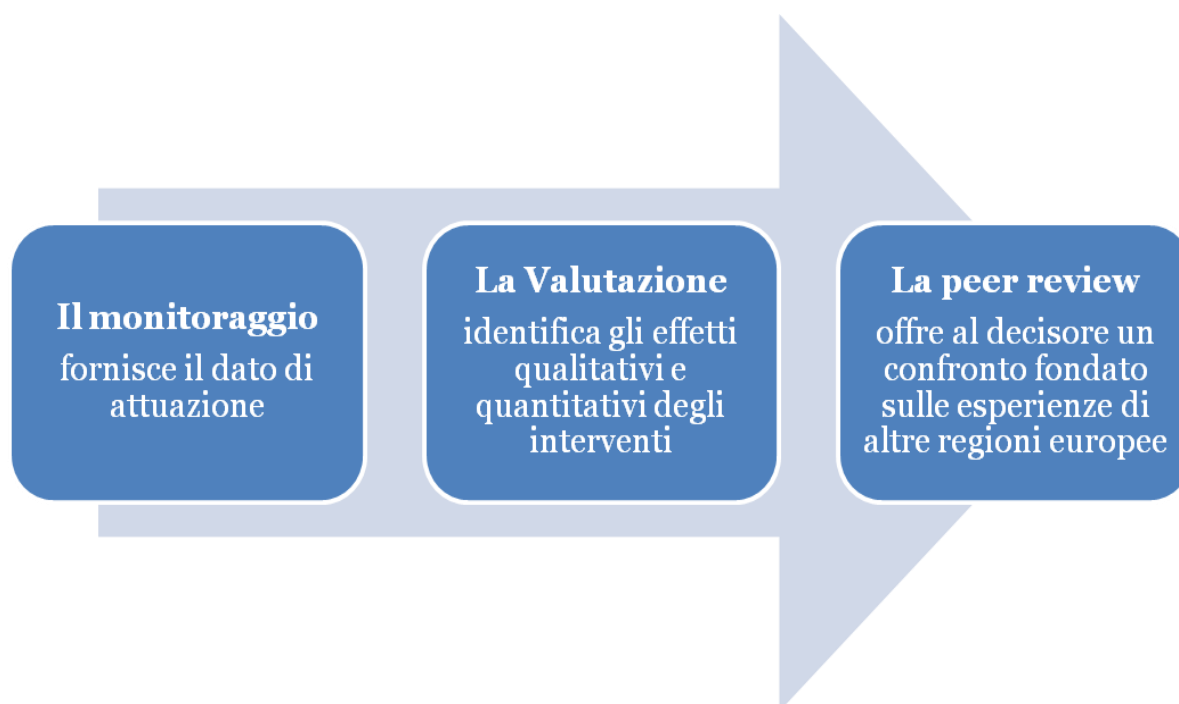 Il monitoraggio
fornisce il dato di
attuazione
La Valutazione
identifica gli effetti
qualitativi e
quantitativi degli
interventi
La peer review
offre al decisore un
confronto fondato
sulle esperienze di
altre regioni europee